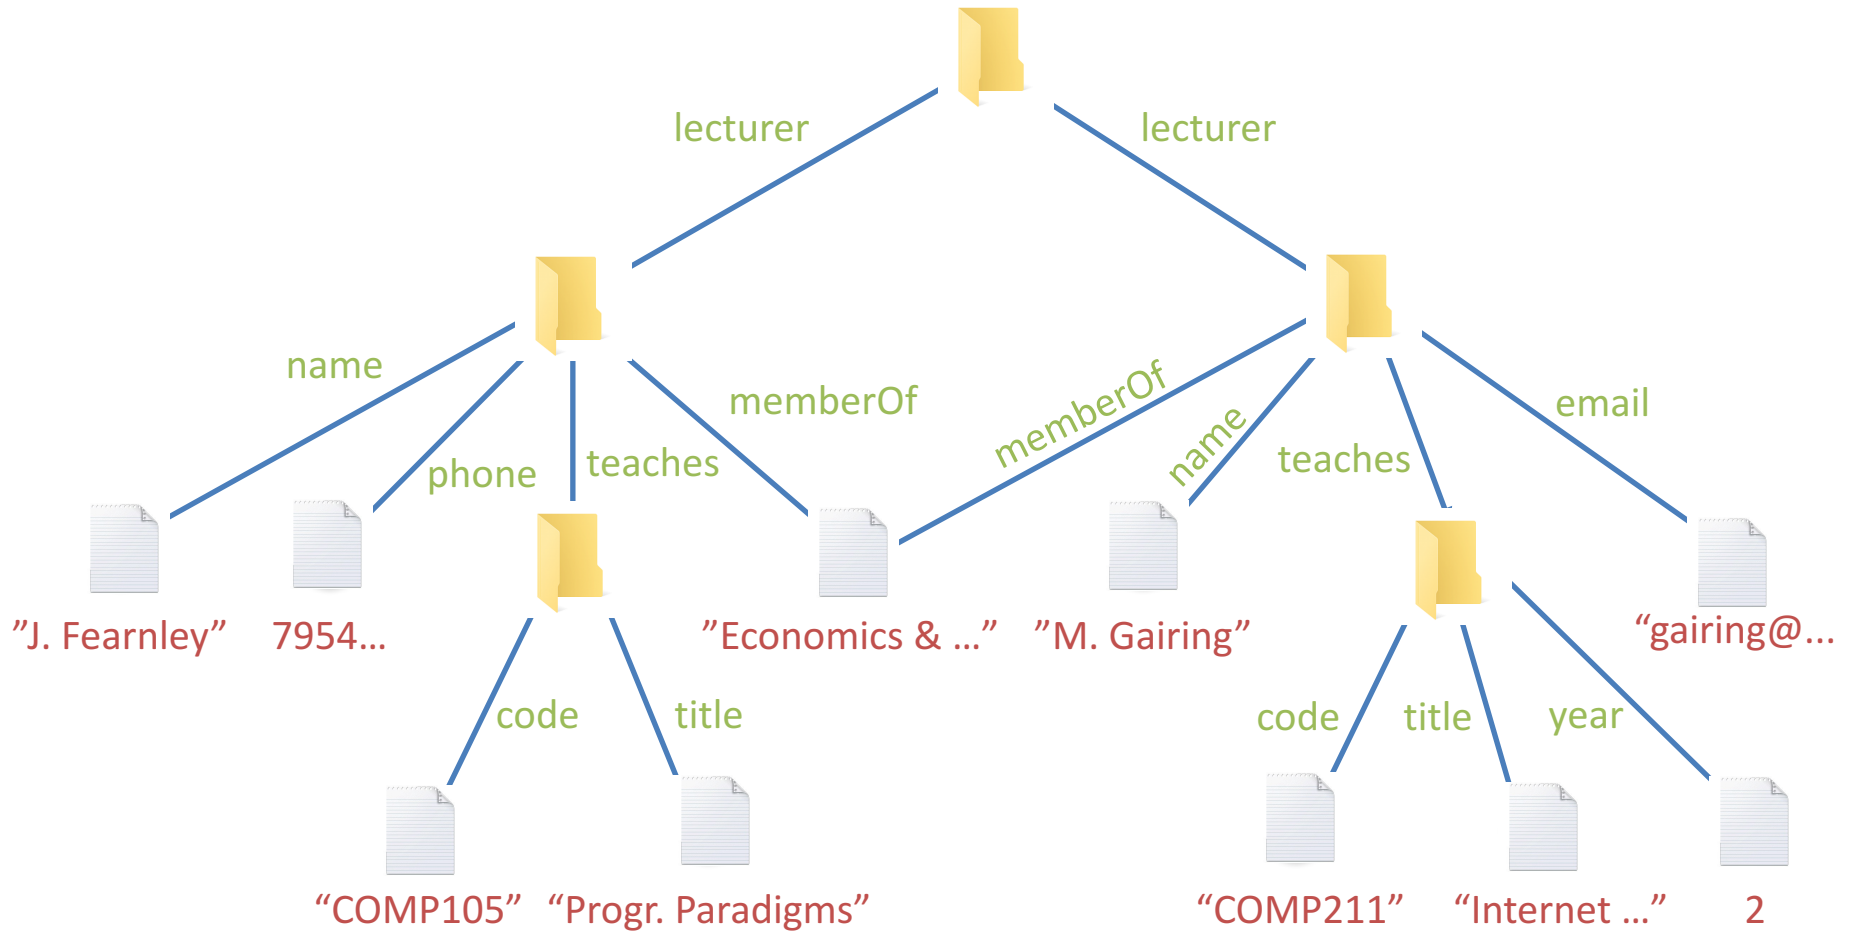 lecturer
lecturer
name
memberOf
memberOf
email
name
phone
teaches
teaches
”J. Fearnley”
7954...
”Economics & ...”
”M. Gairing”
“gairing@...
code
title
code
title
year
“COMP105”
“Progr. Paradigms”
“COMP211”
“Internet ...”
2